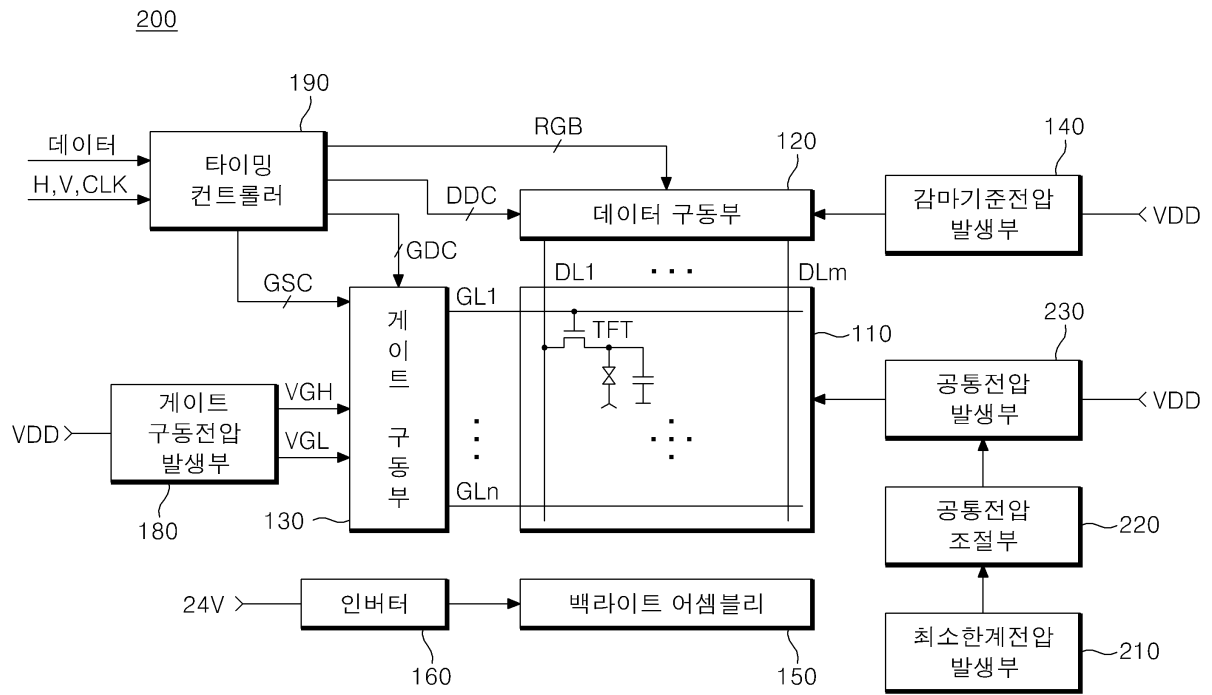 200
190
데이터
H,V,CLK
타이밍
컨트롤러
RGB
DDC
GDC
GSC
120
데이터 구동부
140
감마기준전압
발생부
VDD
DL1
DLm
GL1
TFT
110
게
이
트
구
동
부
GLn
130
VDD
게이트
구동전압
발생부
VGH
VGL
180
230
공통전압
발생부
VDD
공통전압
조절부
220
최소한계전압
발생부
210
24V
인버터
160
백라이트 어셈블리
150